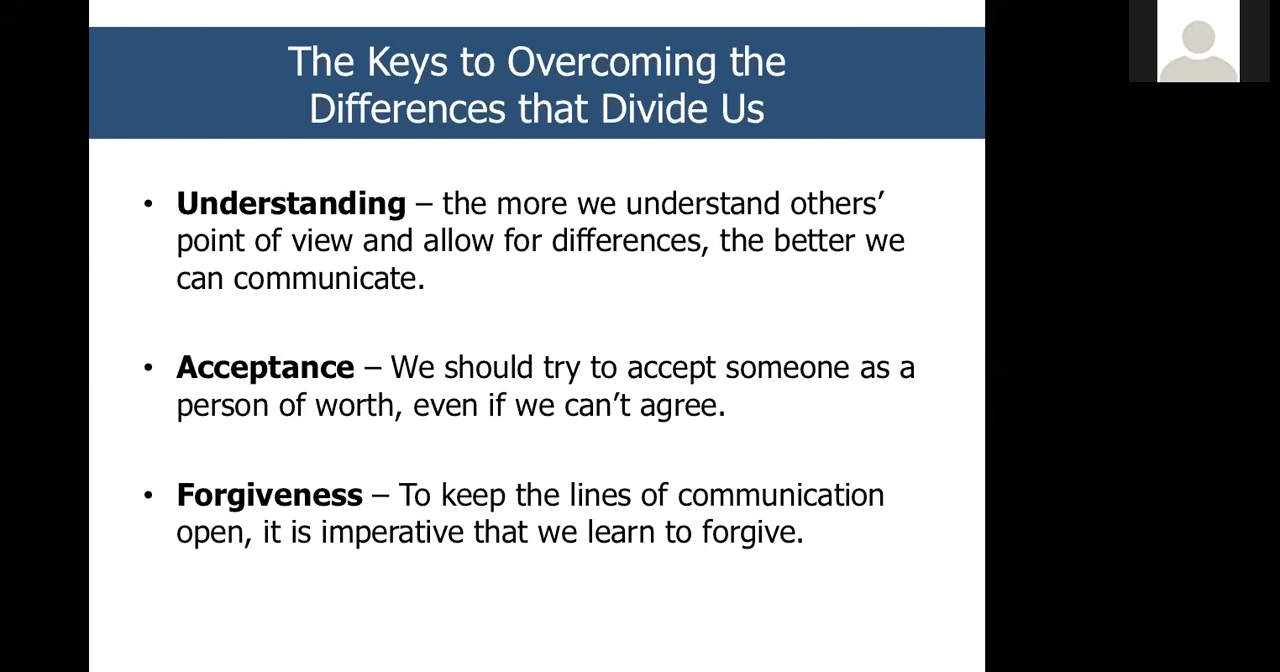 The Keys to Overcoming the
Differences that Divide Us
• Understanding – the more we understand others’
point of view and allow for differences, the better we
can communicate.
• Acceptance – We should try to accept someone as a
person of worth, even if we can’t agree.
• Forgiveness – To keep the lines of communication
open, it is imperative that we learn to forgive.